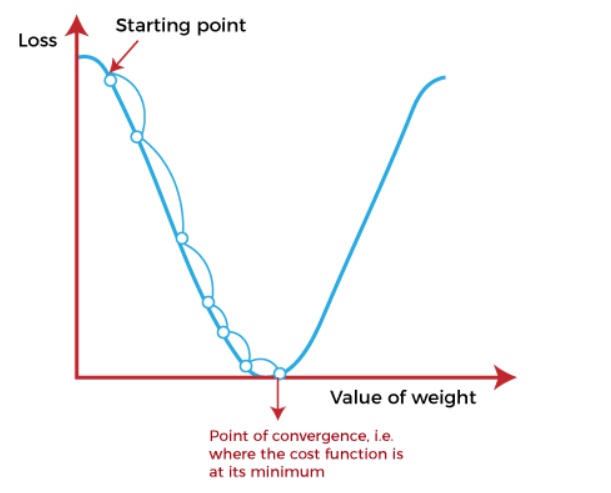 Starting point
Loss
Value of weight
Point of convergence, i.e.
where the cost function is
at its minimum